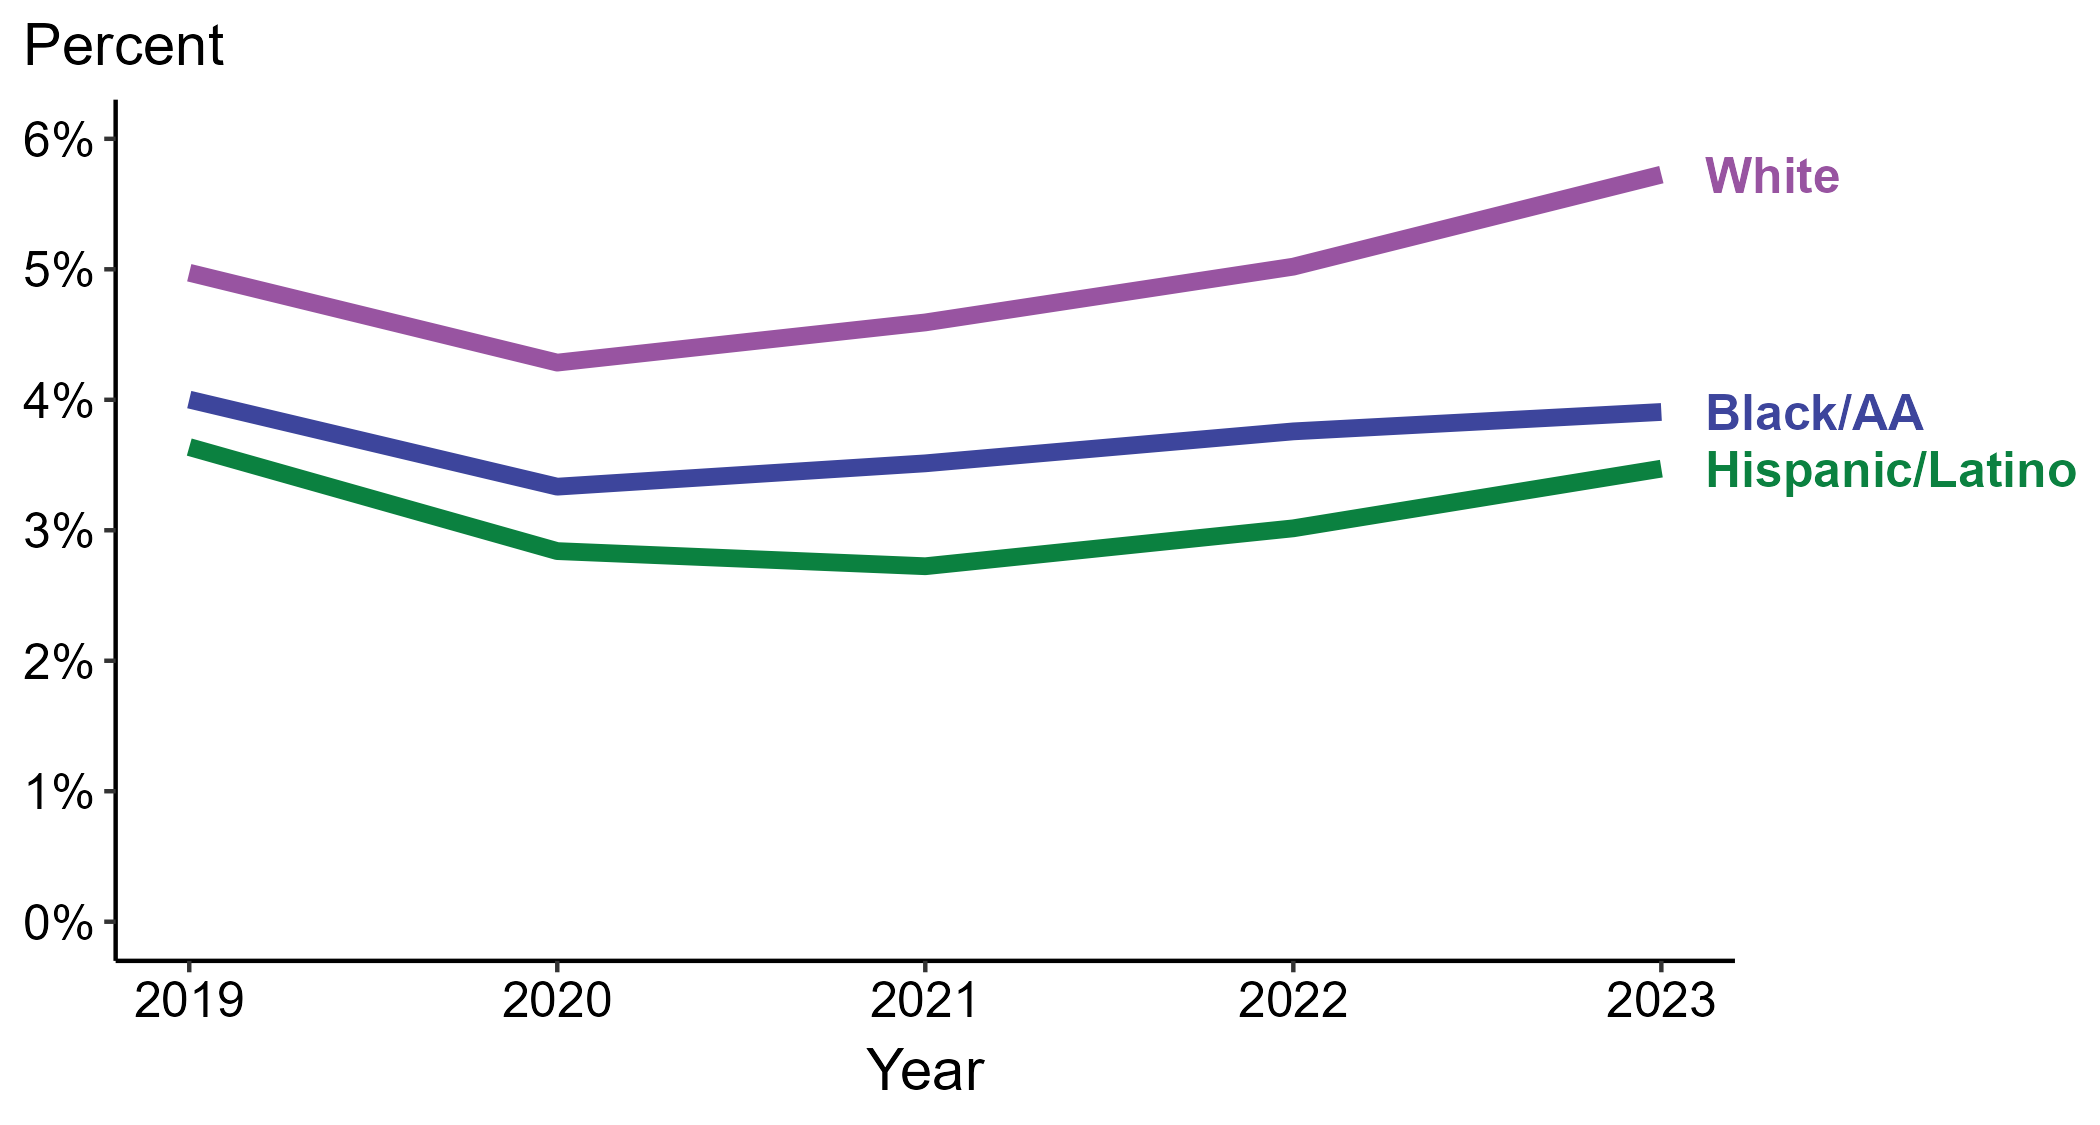 Percent
6%
5%
4%
3%
2%
1%
0%
White
Black/AA
Hispanic/Latino
2019 2020 2021 2022 2023
Year